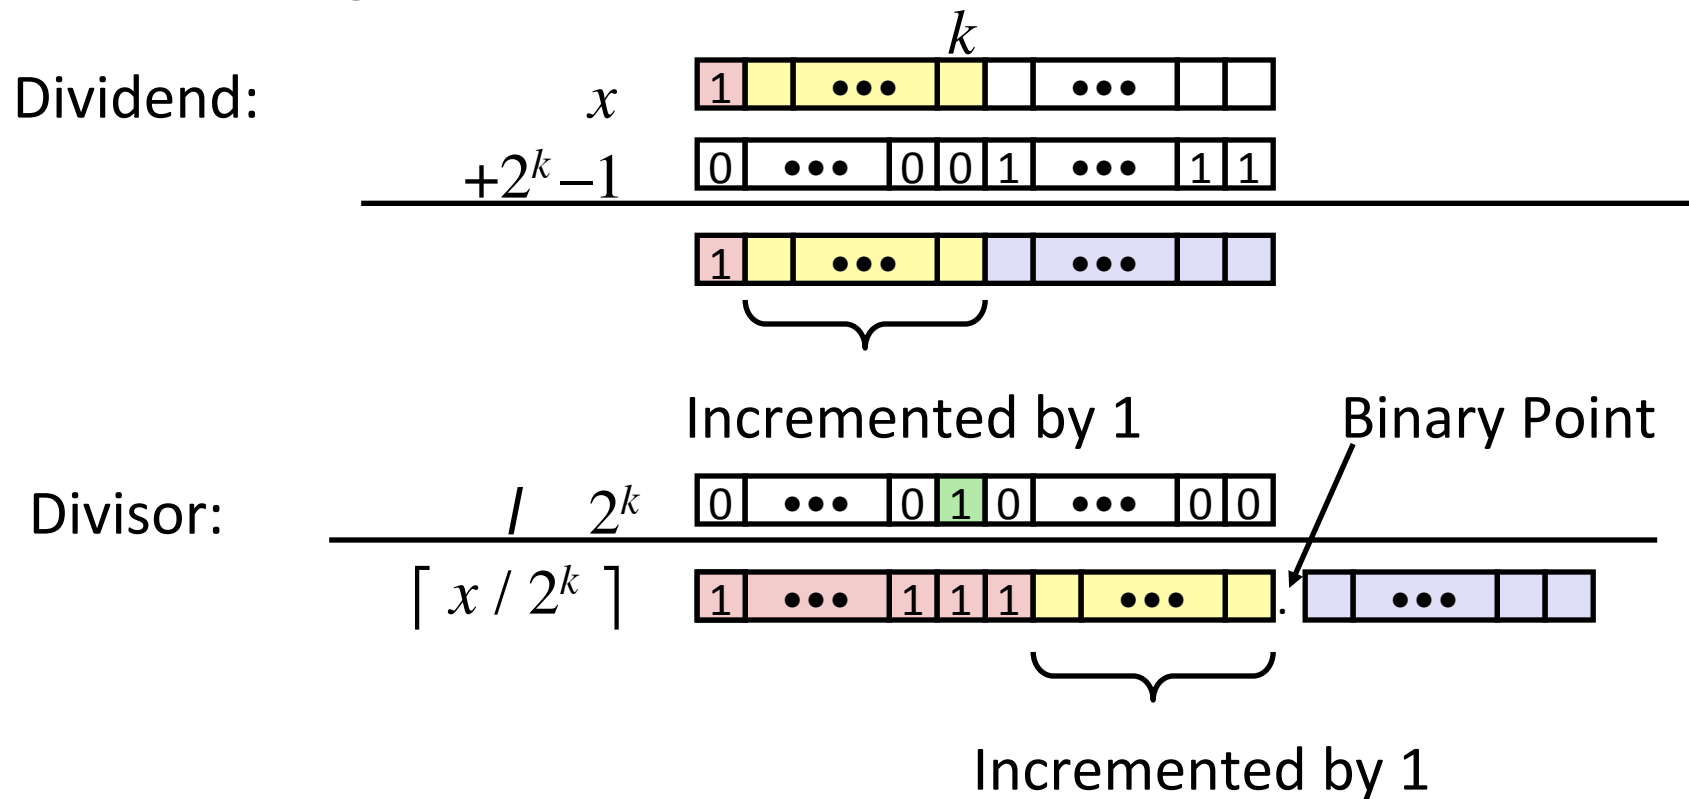 k
Dividend: x 1 ••• •••
+2^k–1 0 ••• 0 0 1 ••• 1 1
1 ••• •••
Incremented by 1 Binary Point
Divisor: / 2^k 0 ••• 0 1 0 ••• 0 0
⌈ x / 2^k ⌉ 1 ••• 1 1 1 ••• . •••
Incremented by 1